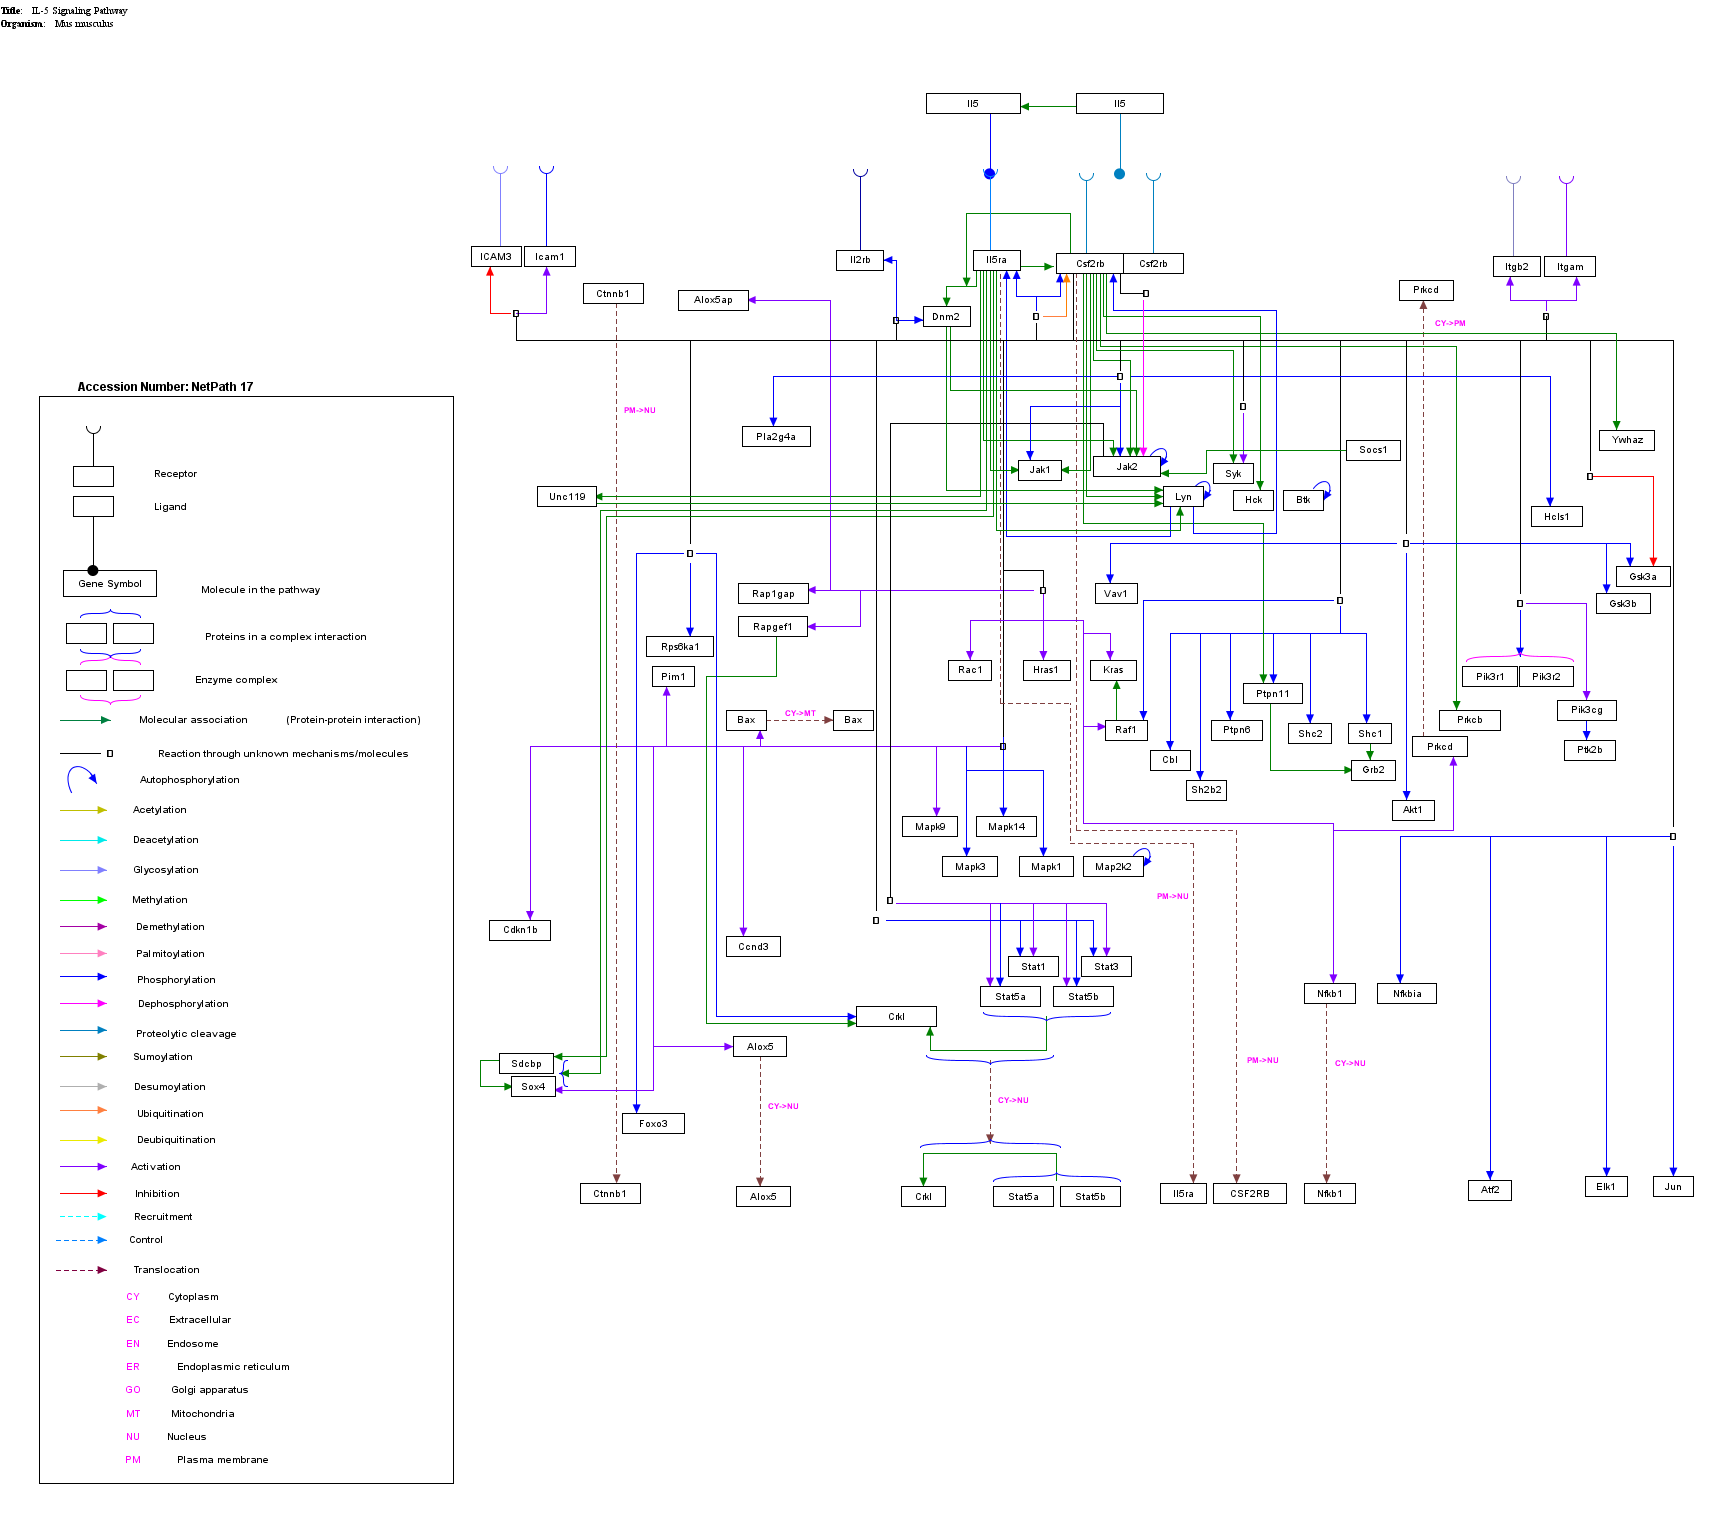 Title: IL-5 Signaling Pathway
Organism: Mus musculus
Il5 Il5
ICAM3 Icam1 Il2rb Il5ra Csf2rb Csf2rb Itgb2 Itgam
Ctnnb1 Alox5ap Dnm2 Prkcd
CY->PM
Accession Number: NetPath 17
PM->NU
Pla2g4a Ywhaz
Socs1
Jak1 Jak2 Syk
Unc119 Lyn Hck Btk
Hcls1
Gsk3a
Rap1gap Vav1 Gsk3b
Rapgef1
Rps6ka1
Pim1 Rac1 Hras1 Kras Pik3r1 Pik3r2
Ptpn11
Bax CY->MT Bax Raf1 Ptpn6 Shc2 Shc1 Prkcb Pik3cg
Prkcd Ptk2b
Cbl Grb2
Sh2b2
Akt1
Mapk9 Mapk14
Mapk3 Mapk1 Map2k2
PM->NU
Cdkn1b
Ccnd3
Stat1 Stat3
Stat5a Stat5b Nfkb1 Nfkbia
Crkl
Alox5
Sdcbp PM->NU CY->NU
Sox4
CY->NU CY->NU
Foxo3
Ctnnb1 Alox5 Crkl Stat5a Stat5b Il5ra CSF2RB Nfkb1 Atf2 Elk1 Jun
Receptor
Ligand
Gene Symbol
Molecule in the pathway
Proteins in a complex interaction
Enzyme complex
Molecular association (Protein-protein interaction)
Reaction through unknown mechanisms/molecules
Autophosphorylation
Acetylation
Deacetylation
Glycosylation
Methylation
Demethylation
Palmitoylation
Phosphorylation
Dephosphorylation
Proteolytic cleavage
Sumoylation
Desumoylation
Ubiquitination
Deubiquitination
Activation
Inhibition
Recruitment
Control
Translocation
CY Cytoplasm
EC Extracellular
EN Endosome
ER Endoplasmic reticulum
GO Golgi apparatus
MT Mitochondria
NU Nucleus
PM Plasma membrane